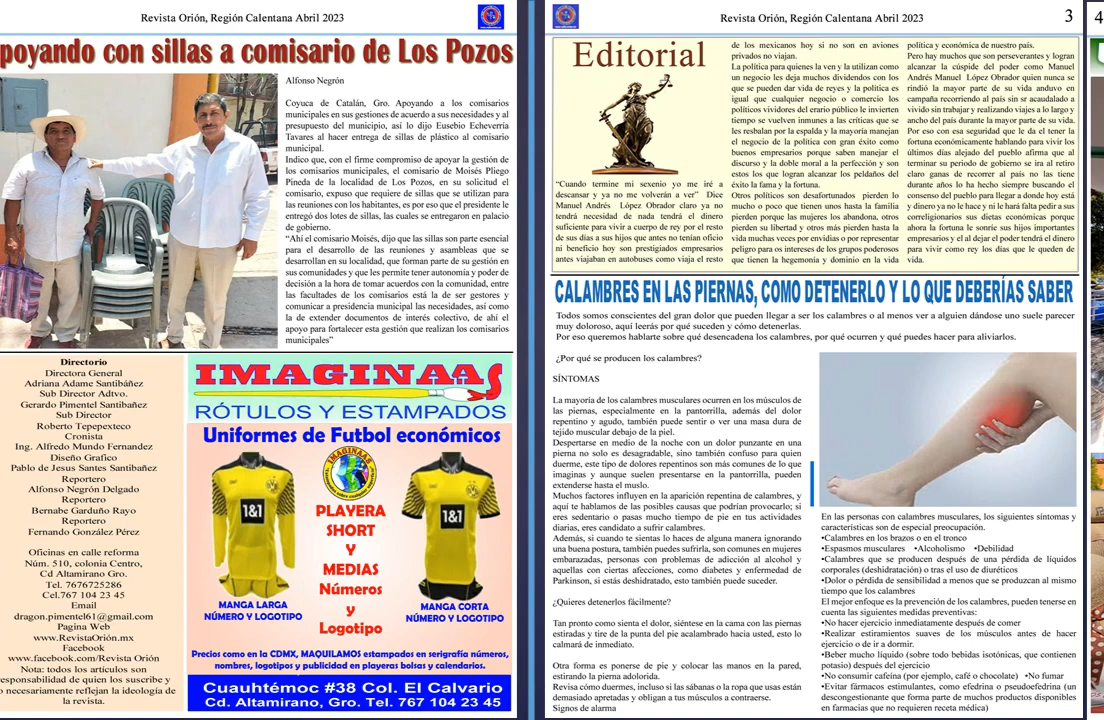 Revista Orión, Región Calentana Abril 2023
poyando con sillas a comisario de Los Pozos
Alfonso Negrón
Coyuca de Catalán, Gro. Apoyando a los comisarios
municipales en sus gestiones de acuerdo a sus necesidades y al
presupuesto del municipio, así lo dijo Eusebio Echeverria
Tavares al hacer entrega de sillas de plástico al comisario
municipal.
Indico que, con el firme compromiso de apoyar la gestión de
los comisarios municipales, el comisario de Moisés Pliego
Pineda de la localidad de Los Pozos, en su solicitud el
comisario, expuso que requiere de sillas que se utilizan para
las reuniones con los habitantes, es por eso que el presidente le
entregó dos lotes de sillas, las cuales se entregaron en palacio
de gobierno.
"Ahí el comisario Moisés, dijo que las sillas son parte esencial
para el desarrollo de las reuniones y asambleas que se
desarrollan en su localidad, que forman parte de su gestión en
sus comunidades y que les permite tener autonomía y poder de
decisión a la hora de tomar acuerdos con la comunidad, entre
las facultades de los comisarios está la de ser gestores y
comunicar a presidencia municipal las necesidades, así como
la de extender documentos de interés colectivo, de ahí el
apoyo para fortalecer esta gestión que realizan los comisarios
municipales"
Directorio
Directora General
Adriana Adame Santibáñez
Sub Director Adtvo.
Gerardo Pimentel Santibañez
Sub Director
Roberto Tepepexteco
Cronista
Ing. Alfredo Mundo Fernandez
Diseño Grafico
Pablo de Jesus Santes Santibañez
Reportero
Alfonso Negrón Delgado
Reportero
Bernabe Garduño Rayo
Reportero
Fernando González Pérez
Oficinas en calle reforma
Núm. 510, colonia Centro,
Cd Altamirano Gro.
Tel. 7676725286
Cel.767 104 23 45
Email
dragon.pimentel61@gmail.com
Pagina Web
www.RevistaOrión.mx
Facebook
www.facebook.com/Revista Orión
Nota: todos los artículos son
esponsabilidad de quien los suscribe y
o necesariamente reflejan la ideología de
la revista.
IMAGINAAS
RÓTULOS Y ESTAMPADOS
Uniformes de Futbol económicos
IMAGINAAS
1&1
1&1
PLAYERA
SHORT
Y
MEDIAS
Números
y
Logotipo
MANGA LARGA
NÚMERO Y LOGOTIPO
MANGA CORTA
NÚMERO Y LOGOTIPO
Precios como en la CDMX, MAQUILAMOS estampados en serigrafía números,
nombres, logotipos y publicidad en playeras bolsas y calendarios.
Cuauhtémoc #38 Col. El Calvario
Cd. Altamirano, Gro. Tel. 767 104 23 45
Revista Orión, Región Calentana Abril 2023
3
Editorial
"Cuando termine mi sexenio yo me iré a
descansar y no me volverán a ver" Dice
Manuel Andrés López Obrador claro ya no
tendrá necesidad de nada tendrá el dinero
suficiente para vivir a cuerpo de rey por el resto
de sus días a sus hijos que antes no tenían oficio
ni beneficio hoy son prestigiados empresarios
antes viajaban en autobuses como viaja el resto
de los mexicanos hoy si no son en aviones
privados no viajan.
La política para quienes la ven y la utilizan como
un negocio les deja muchos dividendos con los
que se pueden dar vida de reyes y la política es
igual que cualquier negocio o comercio los
políticos vividores del erario público le invierten
tiempo se vuelven inmunes a las críticas que se
les resbalan por la espalda y la mayoría manejan
el negocio de la política con gran éxito como
buenos empresarios porque saben manejar el
discurso y la doble moral a la perfección y son
estos los que logran alcanzar los peldaños del
éxito la fama y la fortuna.
Otros políticos son desafortunados pierden lo
mucho o poco que tienen unos hasta la familia
pierden porque las mujeres los abandona, otros
pierden su libertad y otros más pierden hasta la
vida muchas veces por envidias o por representar
peligro para os intereses de los grupos poderosos
que tienen la hegemonía y dominio en la vida
política y económica de nuestro país.
Pero hay muchos que son perseverantes y logran
alcanzar la cúspide del poder como Manuel
Andrés Manuel López Obrador quien nunca se
rindió la mayor parte de su vida anduvo en
campaña recorriendo al país sin sr acaudalado a
vivido sin trabajar y realizando viajes a lo largo y
ancho del país durante la mayor parte de su vida.
Por eso con esa seguridad que le da el tener la
fortuna económicamente hablando para vivir los
últimos días alejado del pueblo afirma que al
terminar su periodo de gobierno se ira al retiro
claro ganas de recorrer al país no las tiene
durante años lo ha hecho siempre buscando el
consenso del pueblo para llegar a donde hoy está
y dinero ya no le hace y ni le hará falta pedir a sus
correligionarios sus dietas económicas porque
ahora la fortuna le sonríe sus hijos importantes
empresarios y el al dejar el poder tendrá el dinero
para vivir como rey los días que le queden de
vida.
CALAMBRES EN LAS PIERNAS, COMO DETENERLO Y LO QUE DEBERÍAS SABER
Todos somos conscientes del gran dolor que pueden llegar a ser los calambres o al menos ver a alguien dándose uno suele parecer
muy doloroso, aquí leerás por qué suceden y cómo detenerlas.
Por eso queremos hablarte sobre qué desencadena los calambres, por qué ocurren y qué puedes hacer para aliviarlos.
¿Por qué se producen los calambres?
SÍNTOMAS
La mayoría de los calambres musculares ocurren en los músculos de
las piernas, especialmente en la pantorrilla, además del dolor
repentino y agudo, también puede sentir o ver una masa dura de
tejido muscular debajo de la piel.
Despertarse en medio de la noche con un dolor punzante en una
pierna no solo es desagradable, sino también confuso para quien
duerme, este tipo de dolores repentinos son más comunes de lo que
imaginas y aunque suelen presentarse en la pantorrilla, pueden
extenderse hasta el muslo.
Muchos factores influyen en la aparición repentina de calambres, y
aquí te hablamos de las posibles causas que podrían provocarlo; si
eres sedentario o pasas mucho tiempo de pie en tus actividades
diarias, eres candidato a sufrir calambres.
Además, si cuando te sientas lo haces de alguna manera ignorando
una buena postura, también puedes sufrirla, son comunes en mujeres
embarazadas, personas con problemas de adicción al alcohol y
aquellas con ciertas afecciones, como diabetes y enfermedad de
Parkinson, si estás deshidratado, esto también puede suceder.
¿Quieres detenerlos fácilmente?
Tan pronto como sienta el dolor, siéntese en la cama con las piernas
estiradas y tire de la punta del pie acalambrado hacia usted, esto lo
calmará de inmediato.
Otra forma es ponerse de pie y colocar las manos en la pared,
estirando la pierna adolorida.
Revisa cómo duermes, incluso si las sábanas o la ropa que usas están
demasiado apretadas y obligan a tus músculos a contraerse.
Signos de alarma
En las personas con calambres musculares, los siguientes síntomas y
características son de especial preocupación.
•Calambres en los brazos o en el tronco
•Espasmos musculares •Alcoholismo •Debilidad
•Calambres que se producen después de una pérdida de líquidos
corporales (deshidratación) o tras el uso de diuréticos
•Dolor o pérdida de sensibilidad a menos que se produzcan al mismo
tiempo que los calambres
El mejor enfoque es la prevención de los calambres, pueden tenerse en
cuenta las siguientes medidas preventivas:
•No hacer ejercicio inmediatamente después de comer
•Realizar estiramientos suaves de los músculos antes de hacer
ejercicio o de ir a dormir.
•Beber mucho líquido (sobre todo bebidas isotónicas, que contienen
potasio) después del ejercicio
•No consumir cafeína (por ejemplo, café o chocolate) •No fumar
•Evitar fármacos estimulantes, como efedrina o pseudoefedrina (un
descongestionante que forma parte de muchos productos disponibles
en farmacias que no requieren receta médica)
4